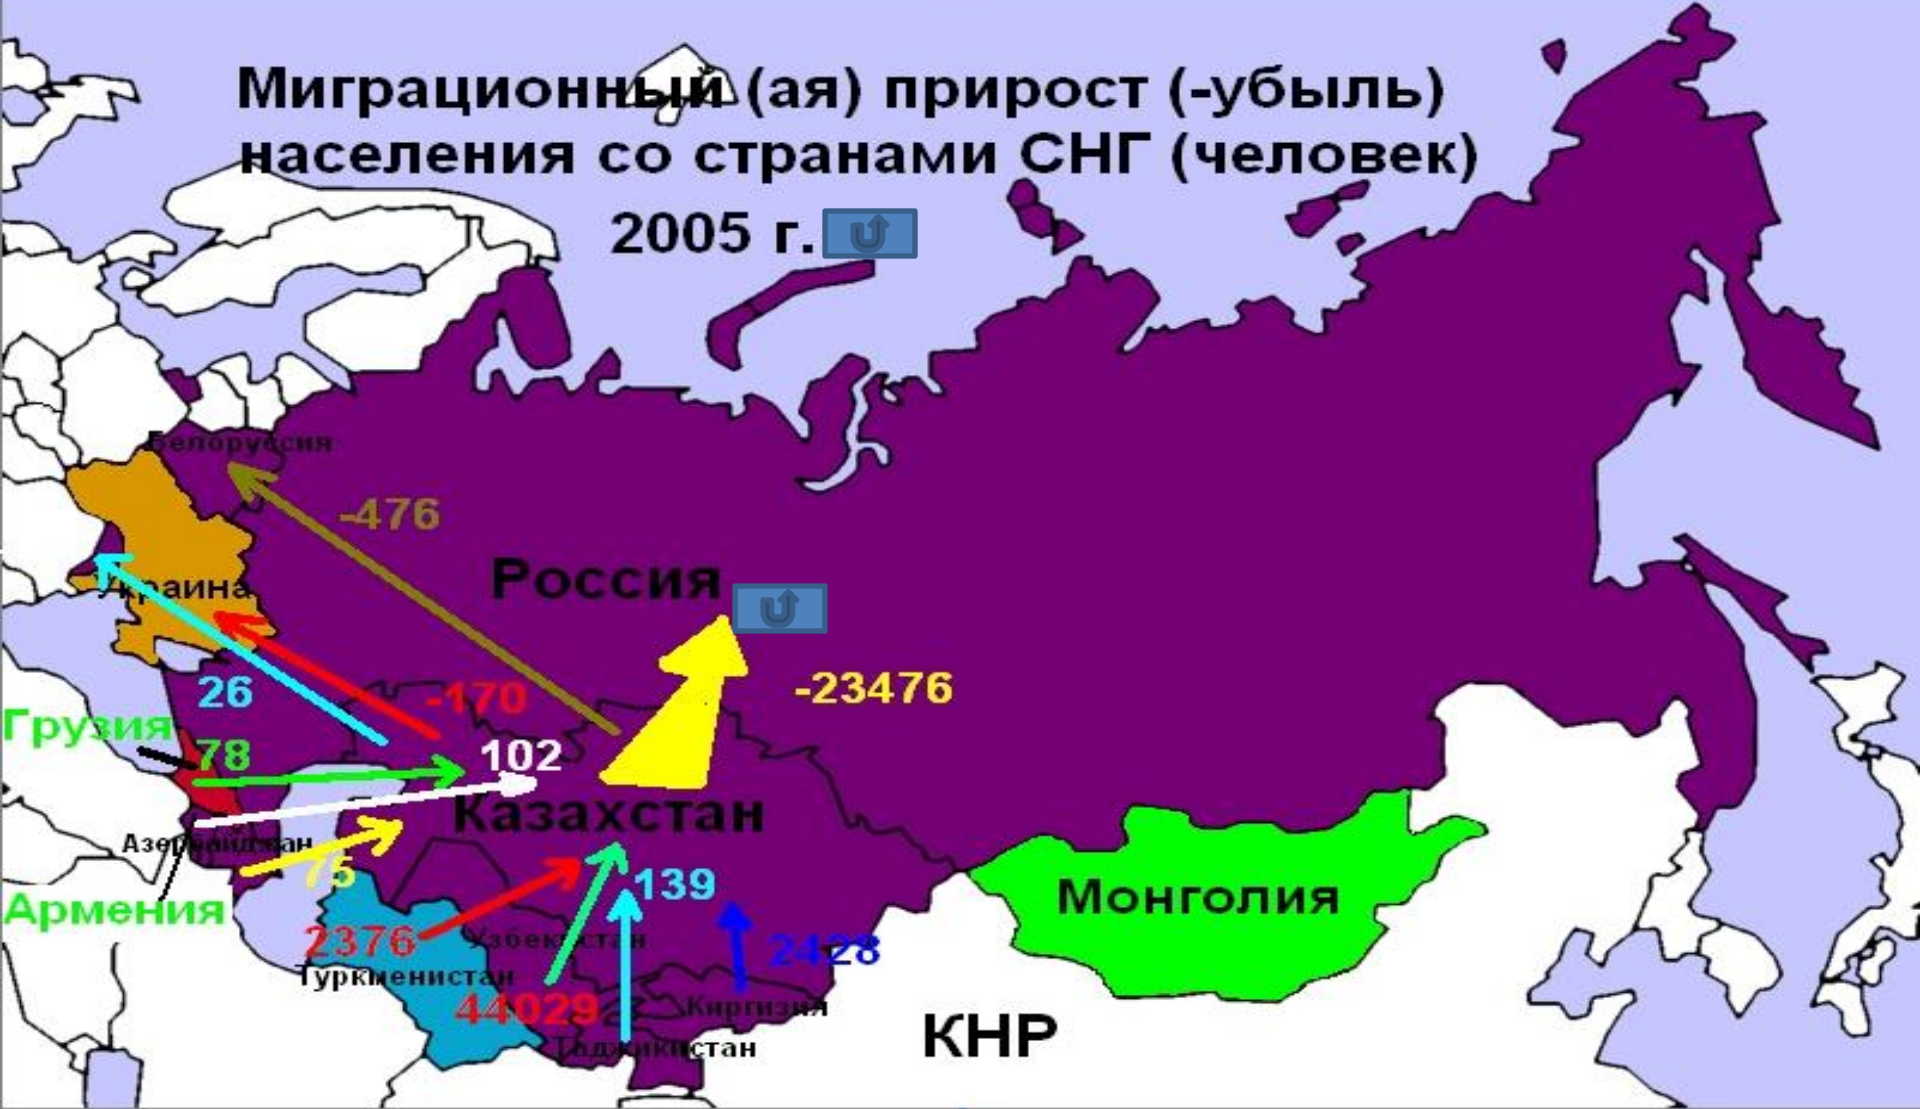 Миграционный (ая) прирост (-убыль)
населения со странами СНГ (человек)
2005 г.
Белоруссия
-476
Россия
Украина
26
-170
-23476
Грузия
78
102
Казахстан
Азербайджан
75
139
Армения
2376
Узбекистан
2428
Туркменистан
44029
Киргизия
Таджикистан
Монголия
КНР